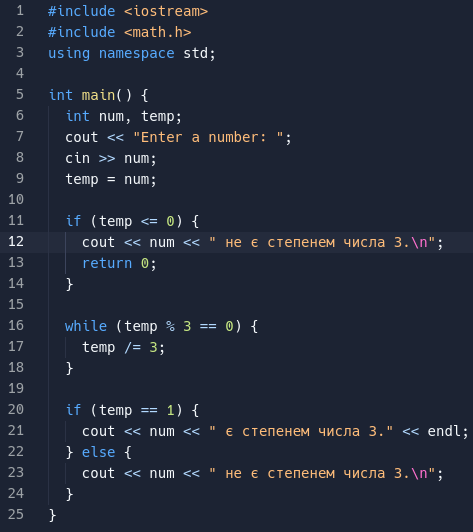 1 #include <iostream>
2 #include <math.h>
3 using namespace std;
4
5 int main() {
6 int num, temp;
7 cout << "Enter a number: ";
8 cin >> num;
9 temp = num;
10
11 if (temp <= 0) {
12 cout << num << " не є степенем числа 3.\n";
13 return 0;
14 }
15
16 while (temp % 3 == 0) {
17 temp /= 3;
18 }
19
20 if (temp == 1) {
21 cout << num << " є степенем числа 3." << endl;
22 } else {
23 cout << num << " не є степенем числа 3.\n";
24 }
25 }